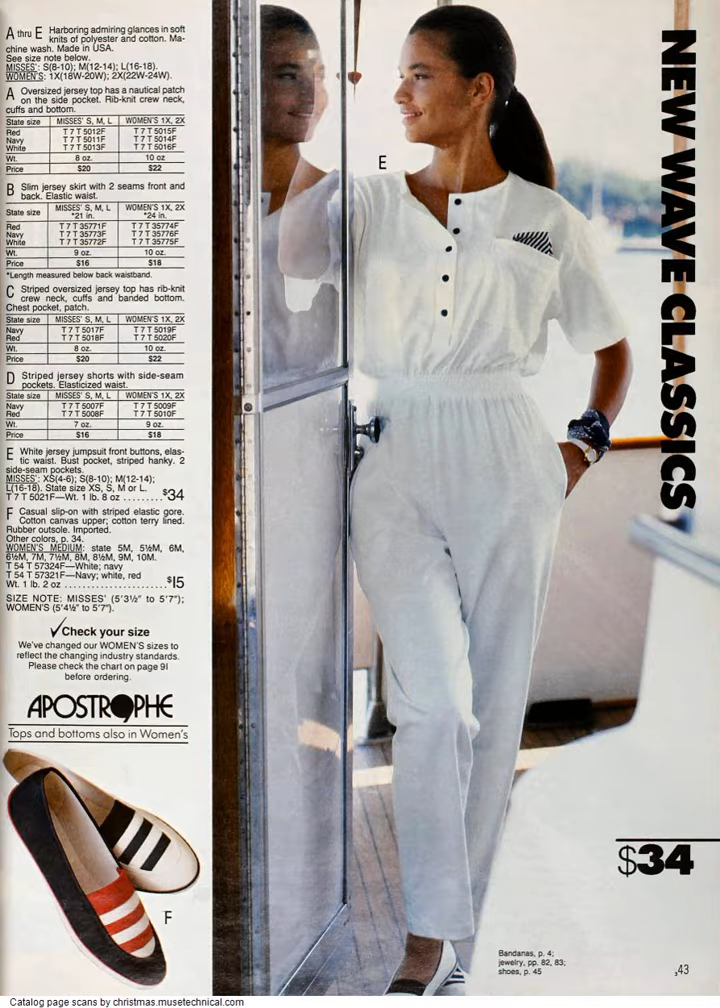 A thru E Harboring admiring glances in soft
knits of polyester and cotton. Ma-
chine wash. Made in USA.
See size note below.
MISSES': S(8-10); M(12-14); L(16-18).
WOMEN'S: 1X(18W-20W); 2X(22W-24W).
A Oversized jersey top has a nautical patch
on the side pocket. Rib-knit crew neck,
cuffs and bottom.
State size MISSES' S, M, L WOMEN'S 1X, 2X
Red T 7 T 5012F T 7 T 5015F
Navy T 7 T 5011F T 7 T 5014F
White T 7 T 5013F T 7 T 5016F
Wt. 8 oz. 10 oz
Price $20 $22
B Slim jersey skirt with 2 seams front and
back. Elastic waist.
State size MISSES' S, M, L WOMEN'S 1X, 2X
*21 in. *24 in.
Red T 7 T 35771F T 7 T 35774F
Navy T 7 T 35773F T 7 T 35776F
White T 7 T 35772F T 7 T 35775F
Wt. 9 oz. 10 oz.
Price $16 $18
*Length measured below back waistband.
C Striped oversized jersey top has rib-knit
crew neck, cuffs and banded bottom.
Chest pocket, patch.
State size MISSES' S, M, L WOMEN'S 1X, 2X
Navy T 7 T 5017F T 7 T 5019F
Red T 7 T 5018F T 7 T 5020F
Wt. 8 oz. 10 oz.
Price $20 $22
D Striped jersey shorts with side-seam
pockets. Elasticized waist.
State size MISSES' S, M, L WOMEN'S 1X, 2X
Navy T 7 T 5007F T 7 T 5009F
Red T 7 T 5008F T 7 T 5010F
Wt. 7 oz. 9 oz.
Price $16 $18
E White jersey jumpsuit front buttons, elas-
tic waist. Bust pocket, striped hanky. 2
side-seam pockets.
MISSES': XS(4-6); S(8-10); M(12-14);
L(16-18). State size XS, S, M or L.
T 7 T 5021F—Wt. 1 lb. 8 oz ......... $34
F Casual slip-on with striped elastic gore.
Cotton canvas upper; cotton terry lined.
Rubber outsole. Imported.
Other colors, p. 34.
WOMEN'S MEDIUM: state 5M, 5½M, 6M,
6½M, 7M, 7½M, 8M, 8½M, 9M, 10M.
T 54 T 57324F—White; navy
T 54 T 57321F—Navy; white, red
Wt. 1 lb. 2 oz ....................... $15
SIZE NOTE: MISSES' (5'3½" to 5'7");
WOMEN'S (5'4½" to 5'7").
✓Check your size
We've changed our WOMEN'S sizes to
reflect the changing industry standards.
Please check the chart on page 91
before ordering.
APOSTROPHE
Tops and bottoms also in Women's
F
E
NEW WAVE CLASSICS
$34
Bandanas, p. 4;
jewelry, pp. 82, 83;
shoes, p. 45
43
Catalog page scans by christmas.musetechnical.com